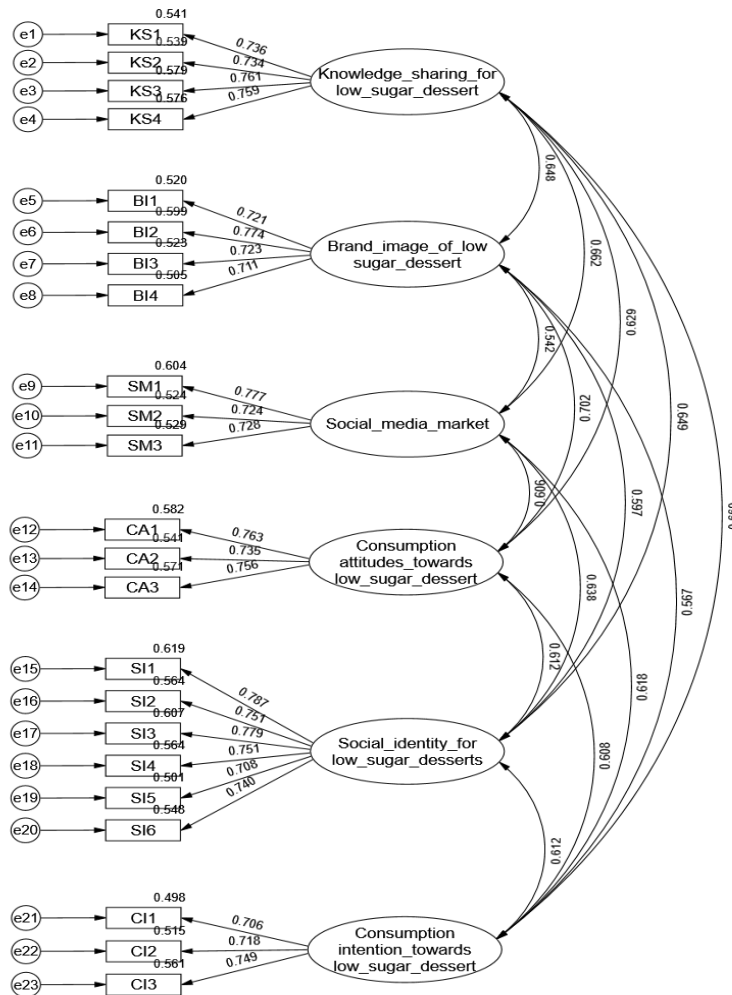 0.541
e1 KS1 0.736
0.539
e2 KS2 0.734
0.579
e3 KS3 0.761
0.576
e4 KS4 0.759
Knowledge_sharing_for
low_sugar_dessert
0.648
0.520
e5 BI1 0.721
0.599
e6 BI2 0.774
0.523
e7 BI3 0.723
0.505
e8 BI4 0.711
Brand_image_of_low
sugar_dessert
0.662
0.542
0.629
0.604
e9 SM1 0.777
0.524
e10 SM2 0.724
0.529
e11 SM3 0.728
Social_media_market
0.702
0.649
0.606
0.597
0.582
e12 CA1 0.763
0.541
e13 CA2 0.735
0.571
e14 CA3 0.756
Consumption
attitudes_towards
low_sugar_dessert
0.638
0.567
0.612
0.618
0.619
e15 SI1 0.787
0.564
e16 SI2 0.751
0.607
e17 SI3 0.779
0.564
e18 SI4 0.751
0.501
e19 SI5 0.708
0.548
e20 SI6 0.740
Social_identity_for
low_sugar_desserts
0.608
0.612
0.498
e21 CI1 0.706
0.515
e22 CI2 0.718
0.561
e23 CI3 0.749
Consumption
intention_towards
low_sugar_dessert